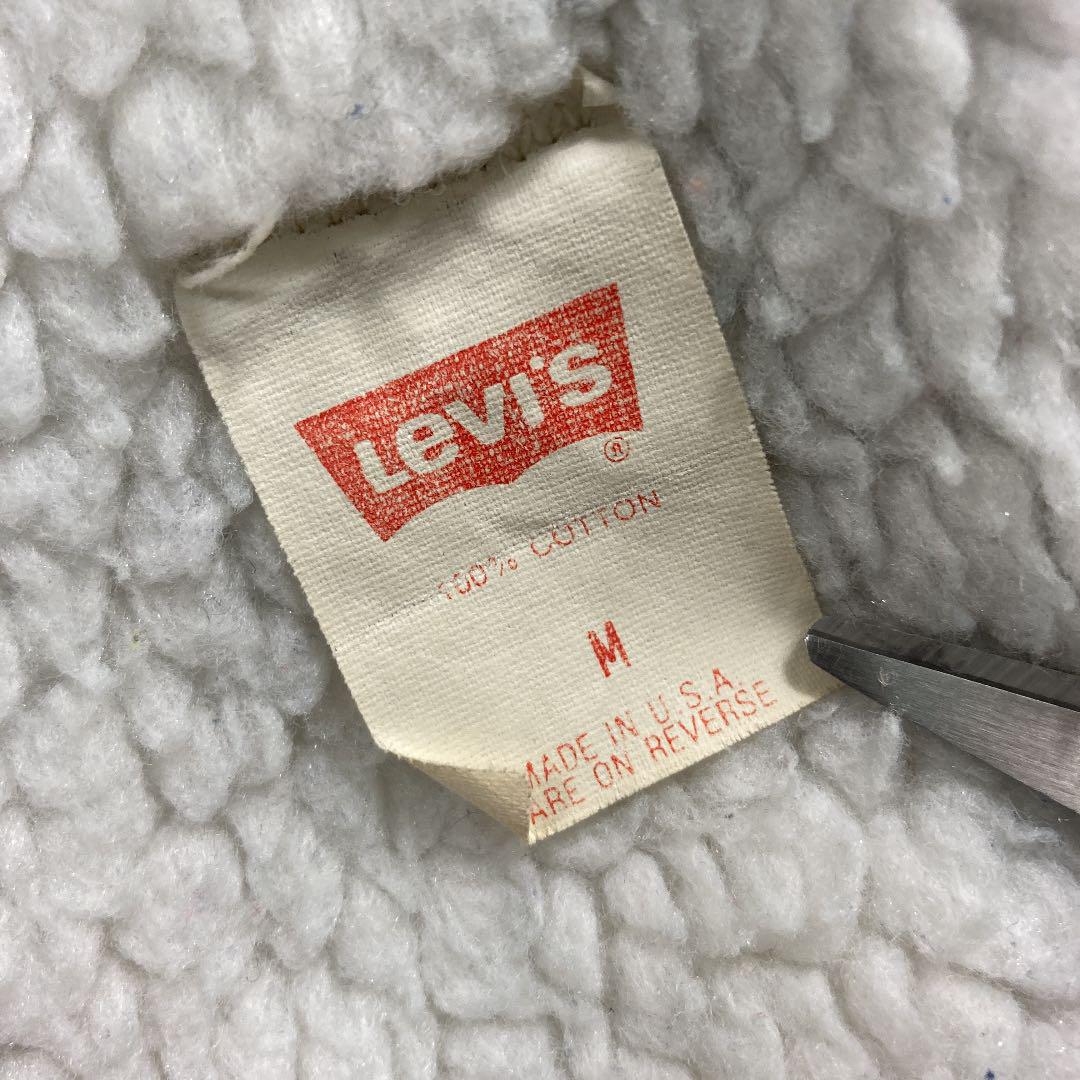 Levi's ®
100% COTTON
M
MADE IN U.S.A.
ARE ON REVERSE